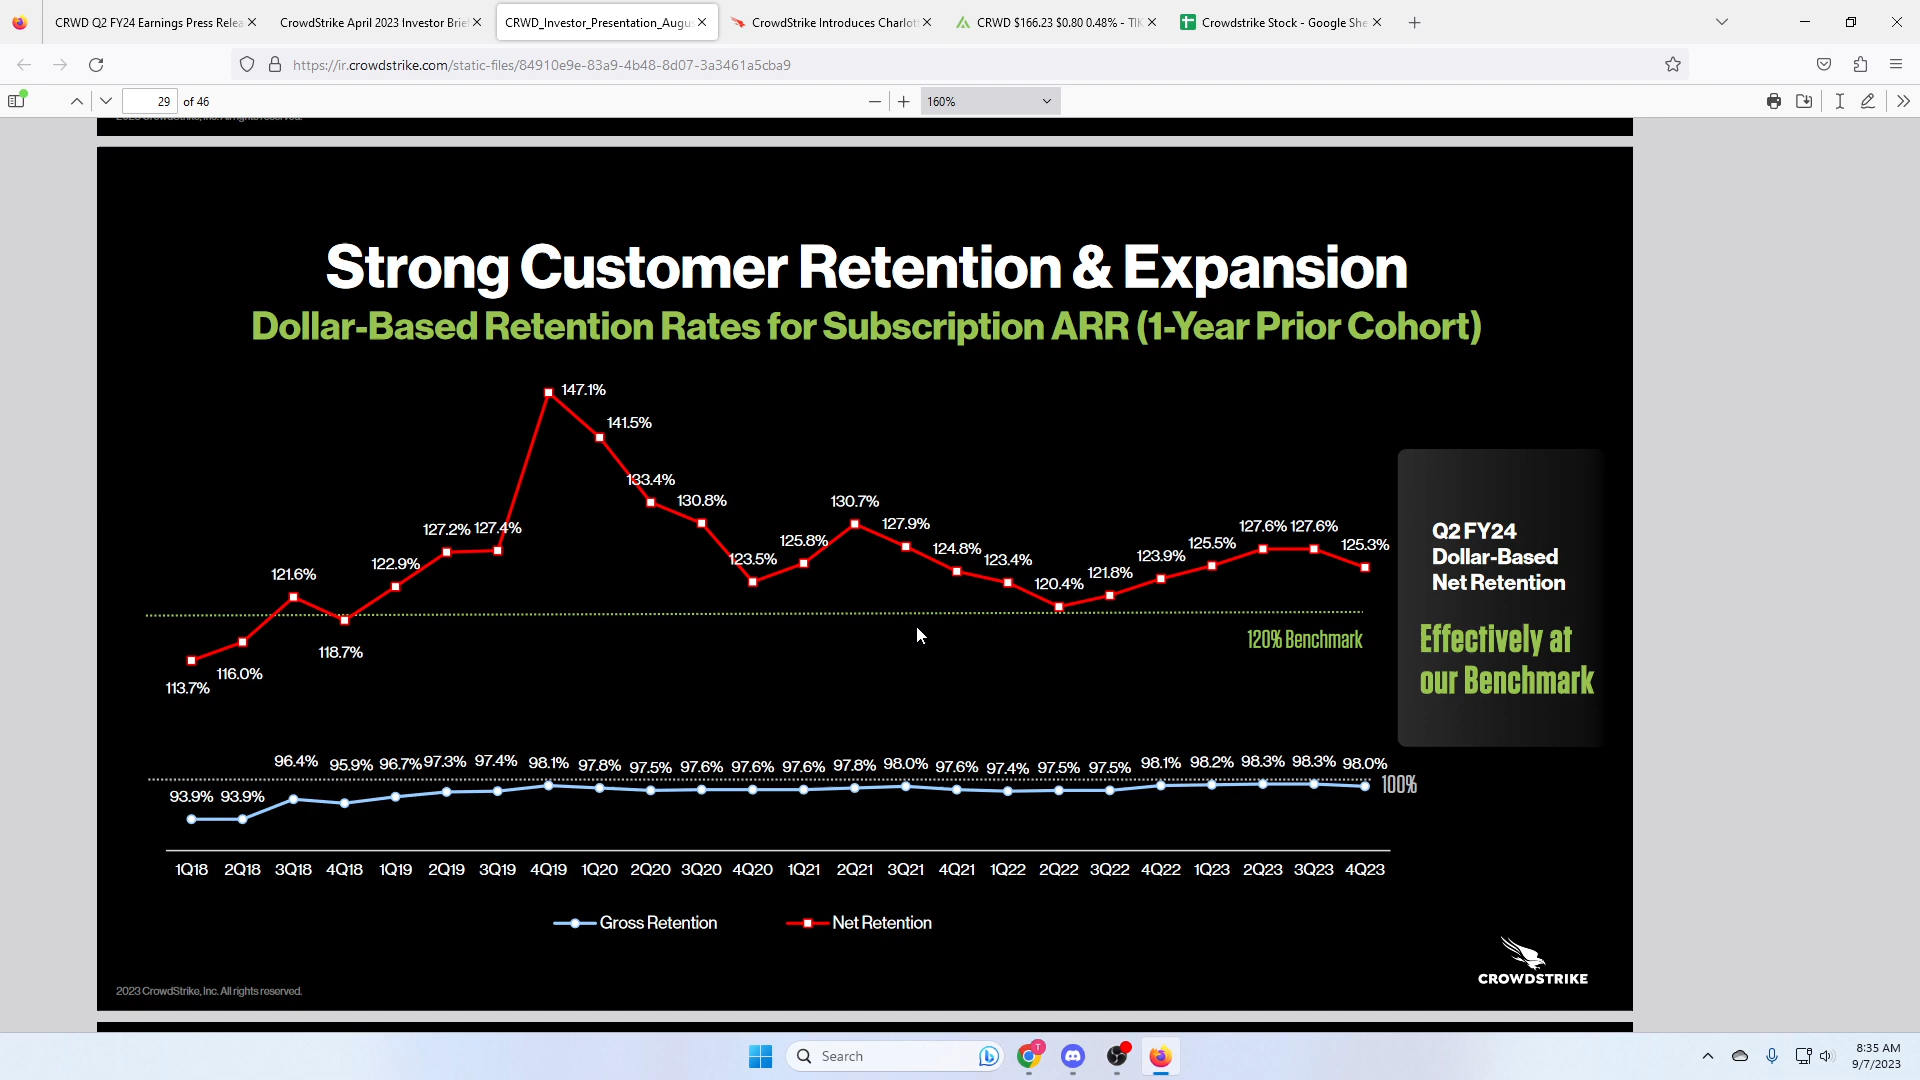 CRWD Q2 FY24 Earnings Press Relea
CrowdStrike April 2023 Investor Brief
CRWD_Investor_Presentation_Augus
CrowdStrike Introduces Charlot
CRWD $166.23 $0.80 0.48% - TIK
Crowdstrike Stock - Google She
https://ir.crowdstrike.com/static-files/84910e9e-83a9-4b48-8d07-3a3461a5cba9
29 of 46
160%
Strong Customer Retention & Expansion
Dollar-Based Retention Rates for Subscription ARR (1-Year Prior Cohort)
113.7% 116.0% 121.6% 118.7% 122.9% 127.2% 127.4% 147.1% 141.5% 133.4% 130.8% 123.5% 125.8% 130.7% 127.9% 124.8% 123.4% 120.4% 121.8% 123.9% 125.5% 127.6% 127.6% 125.3%
120% Benchmark
Q2 FY24
Dollar-Based
Net Retention
Effectively at
our Benchmark
93.9% 93.9% 96.4% 95.9% 96.7% 97.3% 97.4% 98.1% 97.8% 97.5% 97.6% 97.6% 97.6% 97.8% 98.0% 97.6% 97.4% 97.5% 97.5% 98.1% 98.2% 98.3% 98.3% 98.0%
100%
1Q18 2Q18 3Q18 4Q18 1Q19 2Q19 3Q19 4Q19 1Q20 2Q20 3Q20 4Q20 1Q21 2Q21 3Q21 4Q21 1Q22 2Q22 3Q22 4Q22 1Q23 2Q23 3Q23 4Q23
Gross Retention
Net Retention
CROWDSTRIKE
2023 CrowdStrike, Inc. All rights reserved.
Search
T
8:35 AM
9/7/2023